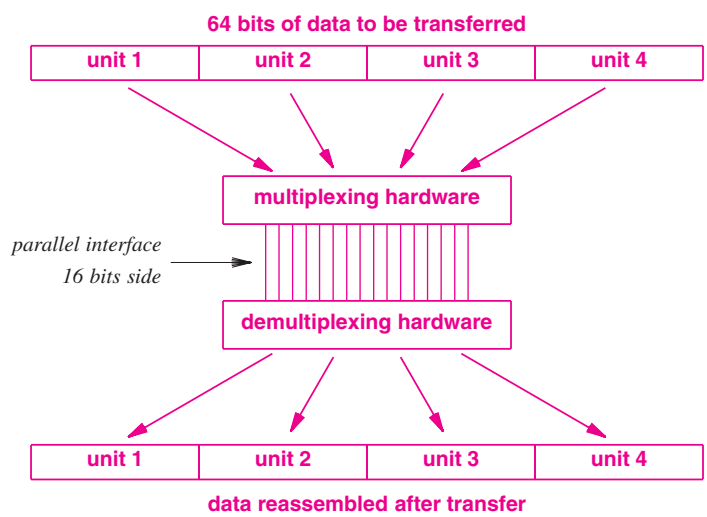 64 bits of data to be transferred
unit 1 unit 2 unit 3 unit 4
multiplexing hardware
parallel interface
16 bits side
demultiplexing hardware
unit 1 unit 2 unit 3 unit 4
data reassembled after transfer